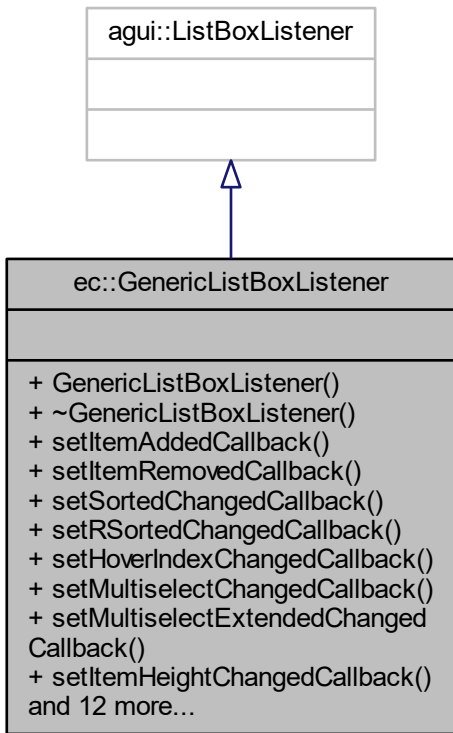 agui::ListBoxListener
ec::GenericListBoxListener
+ GenericListBoxListener()
+ ~GenericListBoxListener()
+ setItemAddedCallback()
+ setItemRemovedCallback()
+ setSortedChangedCallback()
+ setRSortedChangedCallback()
+ setHoverIndexChangedCallback()
+ setMultiselectChangedCallback()
+ setMultiselectExtendedChanged
Callback()
+ setItemHeightChangedCallback()
and 12 more...